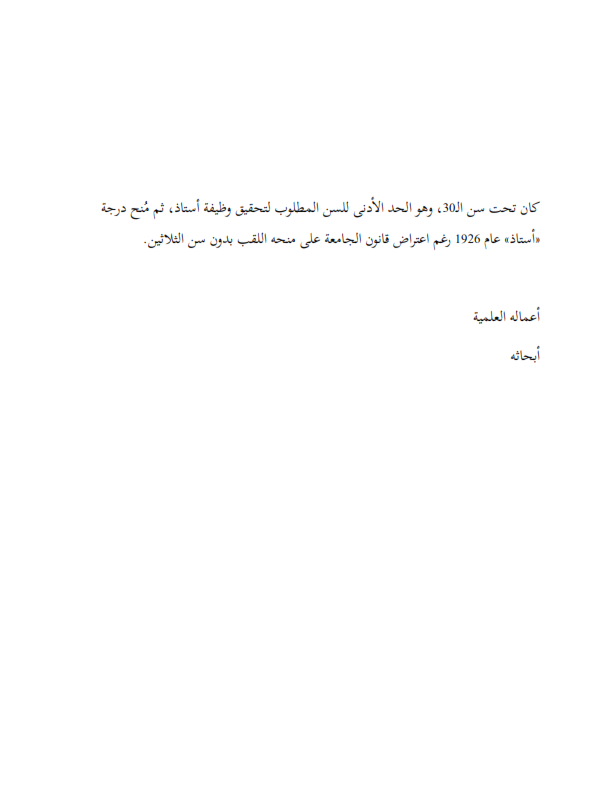 كان تحت سن الـ30، وهو الحد الأدنى للسن المطلوب لتحقيق وظيفة أستاذ، ثم مُنح درجة
«أستاذ» عام 1926 رغم اعتراض قانون الجامعة على منحه اللقب بدون سن الثلاثين.
أعماله العلمية
أبحاثه